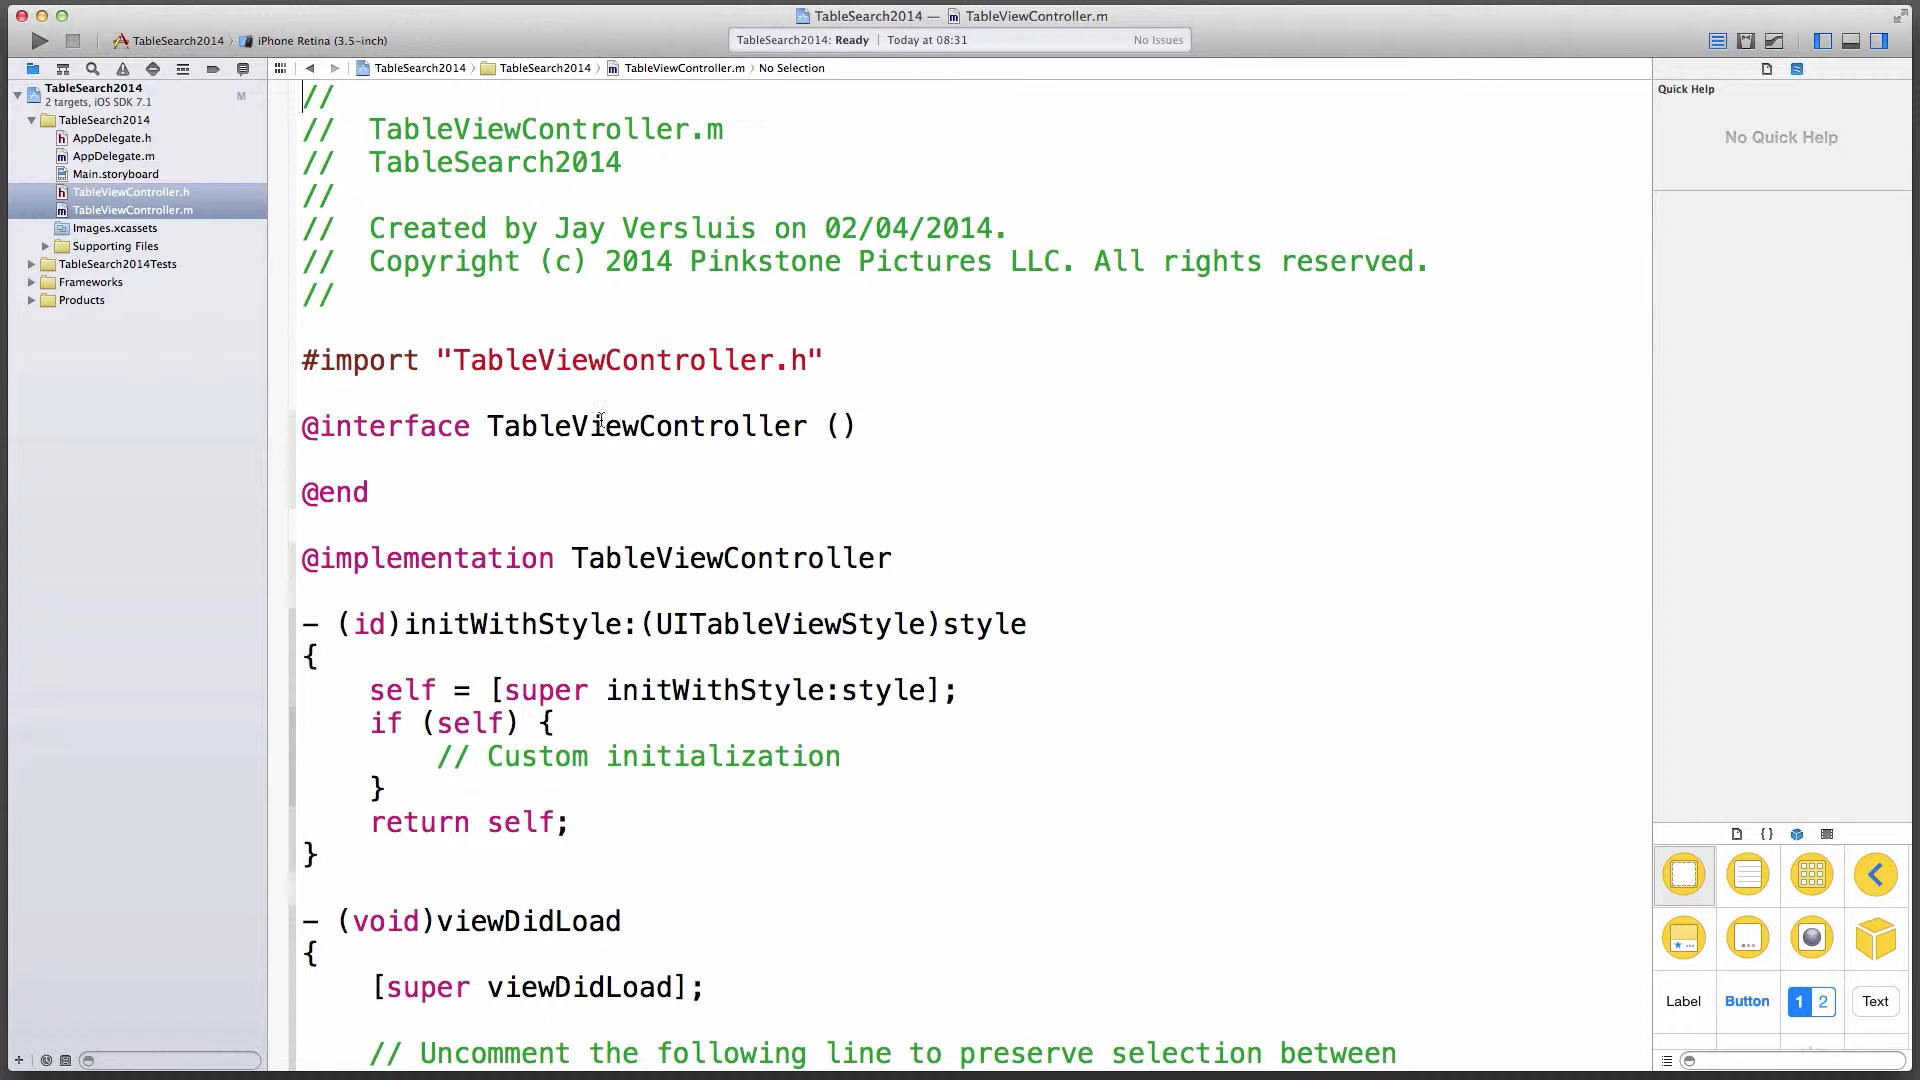 TableSearch2014 — TableViewController.m
TableSearch2014 iPhone Retina (3.5-inch)
TableSearch2014: Ready Today at 08:31 No Issues
TableSearch2014 TableSearch2014 TableViewController.m No Selection
TableSearch2014
2 targets, iOS SDK 7.1
M
TableSearch2014
AppDelegate.h
AppDelegate.m
Main.storyboard
TableViewController.h
TableViewController.m
Images.xcassets
Supporting Files
TableSearch2014Tests
Frameworks
Products
//
//  TableViewController.m
//  TableSearch2014
//
//  Created by Jay Versluis on 02/04/2014.
//  Copyright (c) 2014 Pinkstone Pictures LLC. All rights reserved.
//
#import "TableViewController.h"
@interface TableViewController ()
@end
@implementation TableViewController
- (id)initWithStyle:(UITableViewStyle)style
{
    self = [super initWithStyle:style];
    if (self) {
        // Custom initialization
    }
    return self;
}
- (void)viewDidLoad
{
    [super viewDidLoad];
    // Uncomment the following line to preserve selection between
Quick Help
No Quick Help
Label Button 1 2 Text